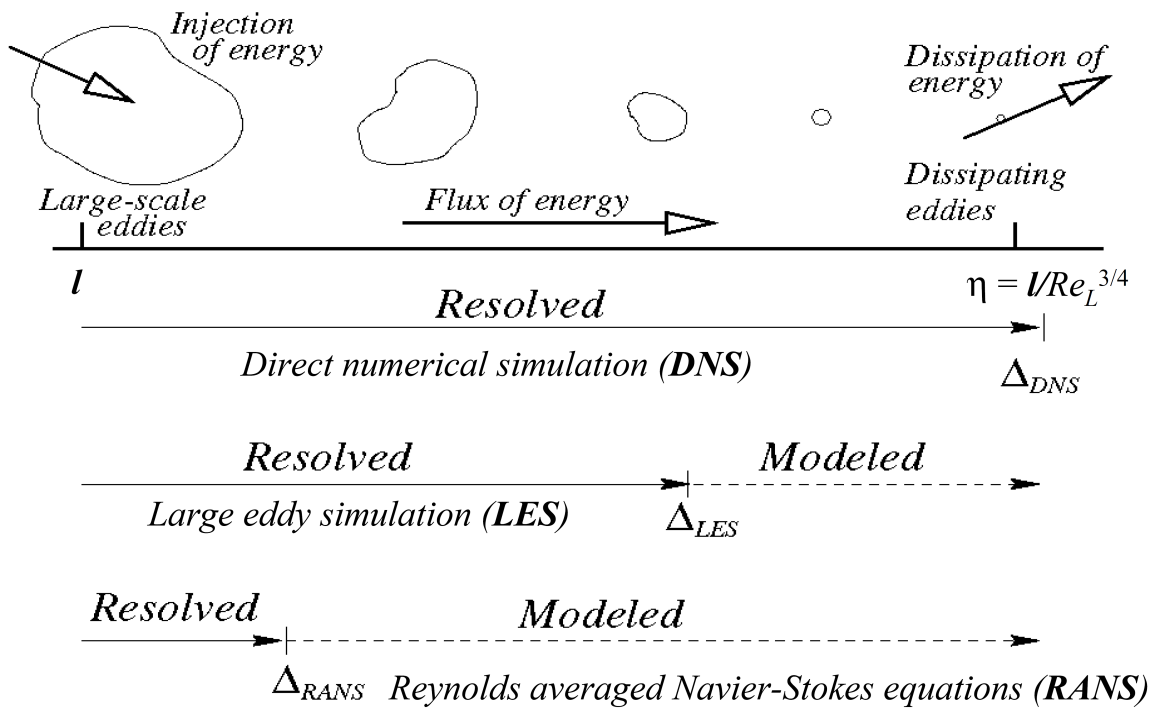 Injection
of energy
Dissipation of
energy
Large-scale
eddies
Flux of energy
Dissipating
eddies
l
η = l/Re_L^3/4
Resolved
Direct numerical simulation (DNS)
Δ_DNS
Resolved
Modeled
Large eddy simulation (LES)
Δ_LES
Resolved
Modeled
Δ_RANS
Reynolds averaged Navier-Stokes equations (RANS)